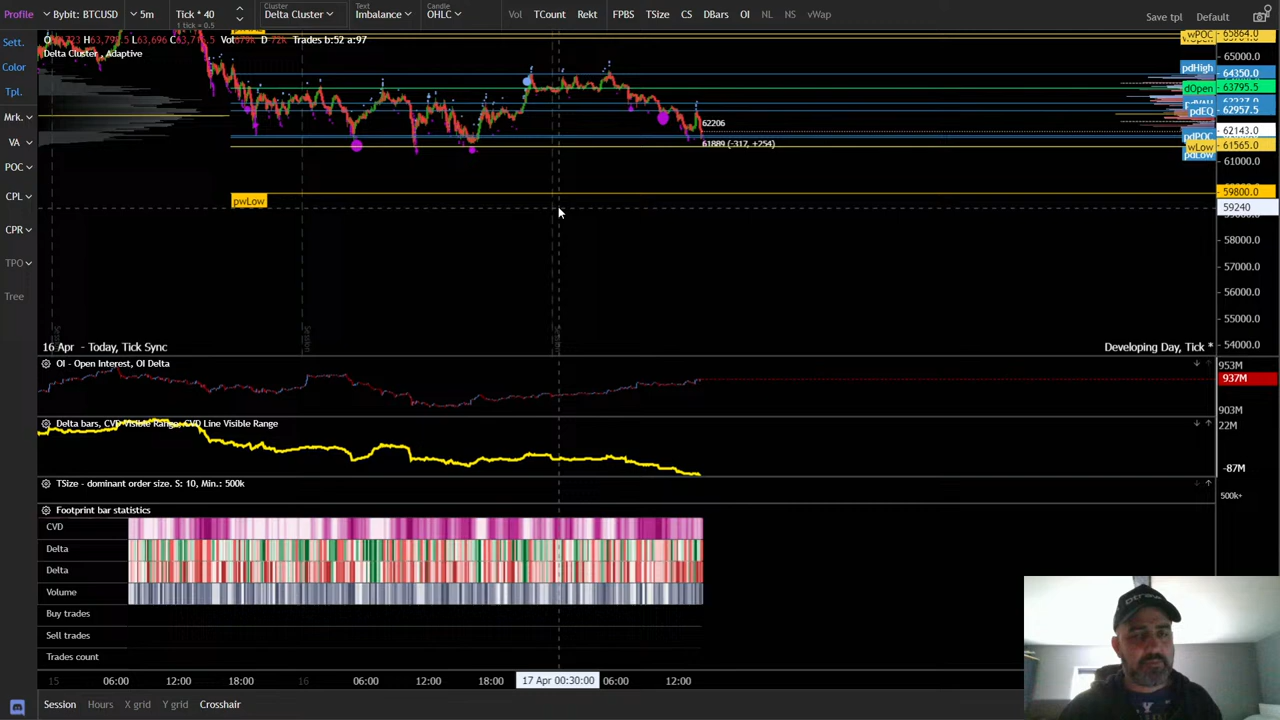 Profile Bybit: BTCUSD 5m Tick * 40 1 tick = 0.5 Cluster Delta Cluster Text Imbalance Candle OHLC Vol TCount Rekt FPBS TSize CS DBars OI NL NS vWap Save tpl Default
Sett.
Color
Tpl.
Mrk.
VA
POC
CPL
CPR
TPO
Tree
Trades b:52 a:97
Delta Cluster, Adaptive
wPOC 65864.0
65000.0
pdHigh 64350.0
dOpen 63795.5
pdEQ 62957.5
62206
62143.0
pdPOC
61889 (-317, +254)
wLow 61565.0
pdLow
61000.0
pwLow 59800.0
59240
58000.0
57000.0
56000.0
55000.0
54000.0
16 Apr - Today, Tick Sync
Developing Day, Tick *
OI - Open Interest, OI Delta
953M
937M
903M
Delta bars, CVD Visible Range, CVD Line Visible Range
22M
-87M
TSize - dominant order size. S: 10, Min.: 500k
500k+
Footprint bar statistics
CVD
Delta
Delta
Volume
Buy trades
Sell trades
Trades count
15 06:00 12:00 18:00 16 06:00 12:00 18:00 17 Apr 00:30:00 06:00 12:00
Session Hours X grid Y grid Crosshair